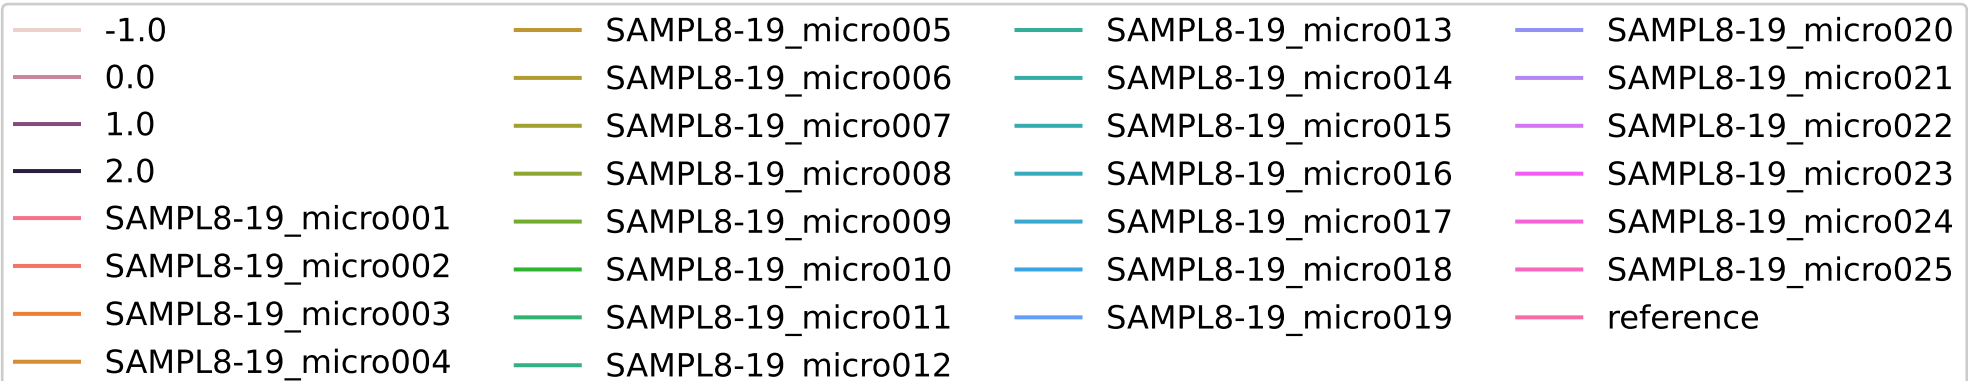 -1.0
0.0
1.0
2.0
SAMPL8-19_micro001
SAMPL8-19_micro002
SAMPL8-19_micro003
SAMPL8-19_micro004
SAMPL8-19_micro005
SAMPL8-19_micro006
SAMPL8-19_micro007
SAMPL8-19_micro008
SAMPL8-19_micro009
SAMPL8-19_micro010
SAMPL8-19_micro011
SAMPL8-19_micro012
SAMPL8-19_micro013
SAMPL8-19_micro014
SAMPL8-19_micro015
SAMPL8-19_micro016
SAMPL8-19_micro017
SAMPL8-19_micro018
SAMPL8-19_micro019
SAMPL8-19_micro020
SAMPL8-19_micro021
SAMPL8-19_micro022
SAMPL8-19_micro023
SAMPL8-19_micro024
SAMPL8-19_micro025
reference